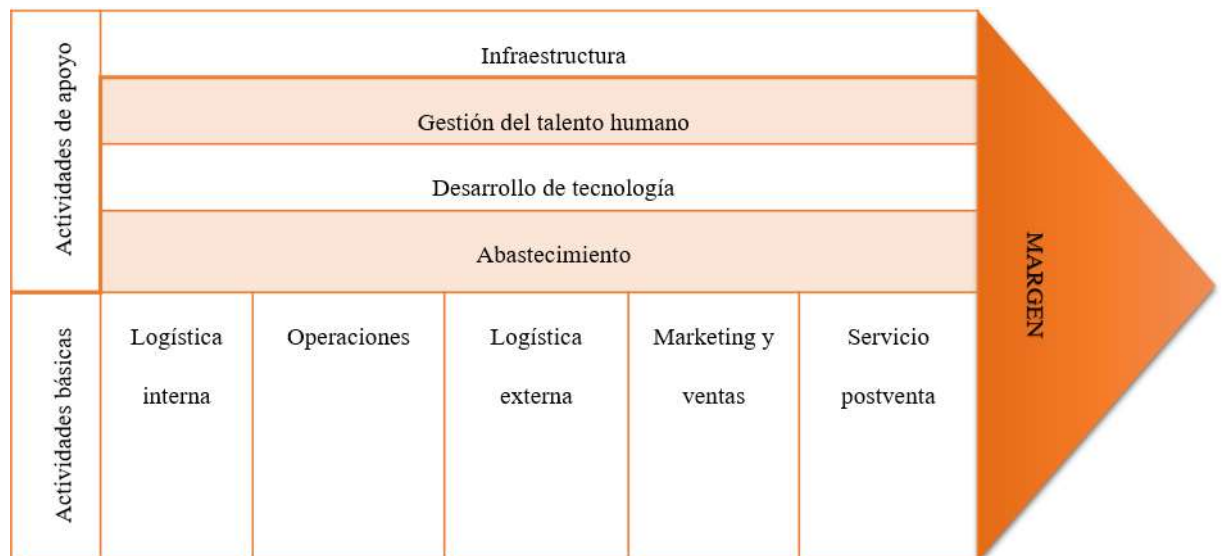 Actividades de apoyo
Infraestructura
Gestión del talento humano
Desarrollo de tecnología
Abastecimiento
MARGEN
Actividades básicas
Logística
interna
Operaciones
Logística
externa
Marketing y
ventas
Servicio
postventa